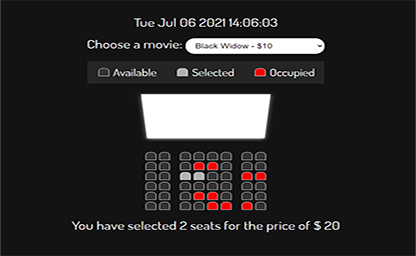 Tue Jul 06 2021 14:06:03
Choose a movie: Black Widow - $10
Available Selected Occupied
You have selected 2 seats for the price of $ 20